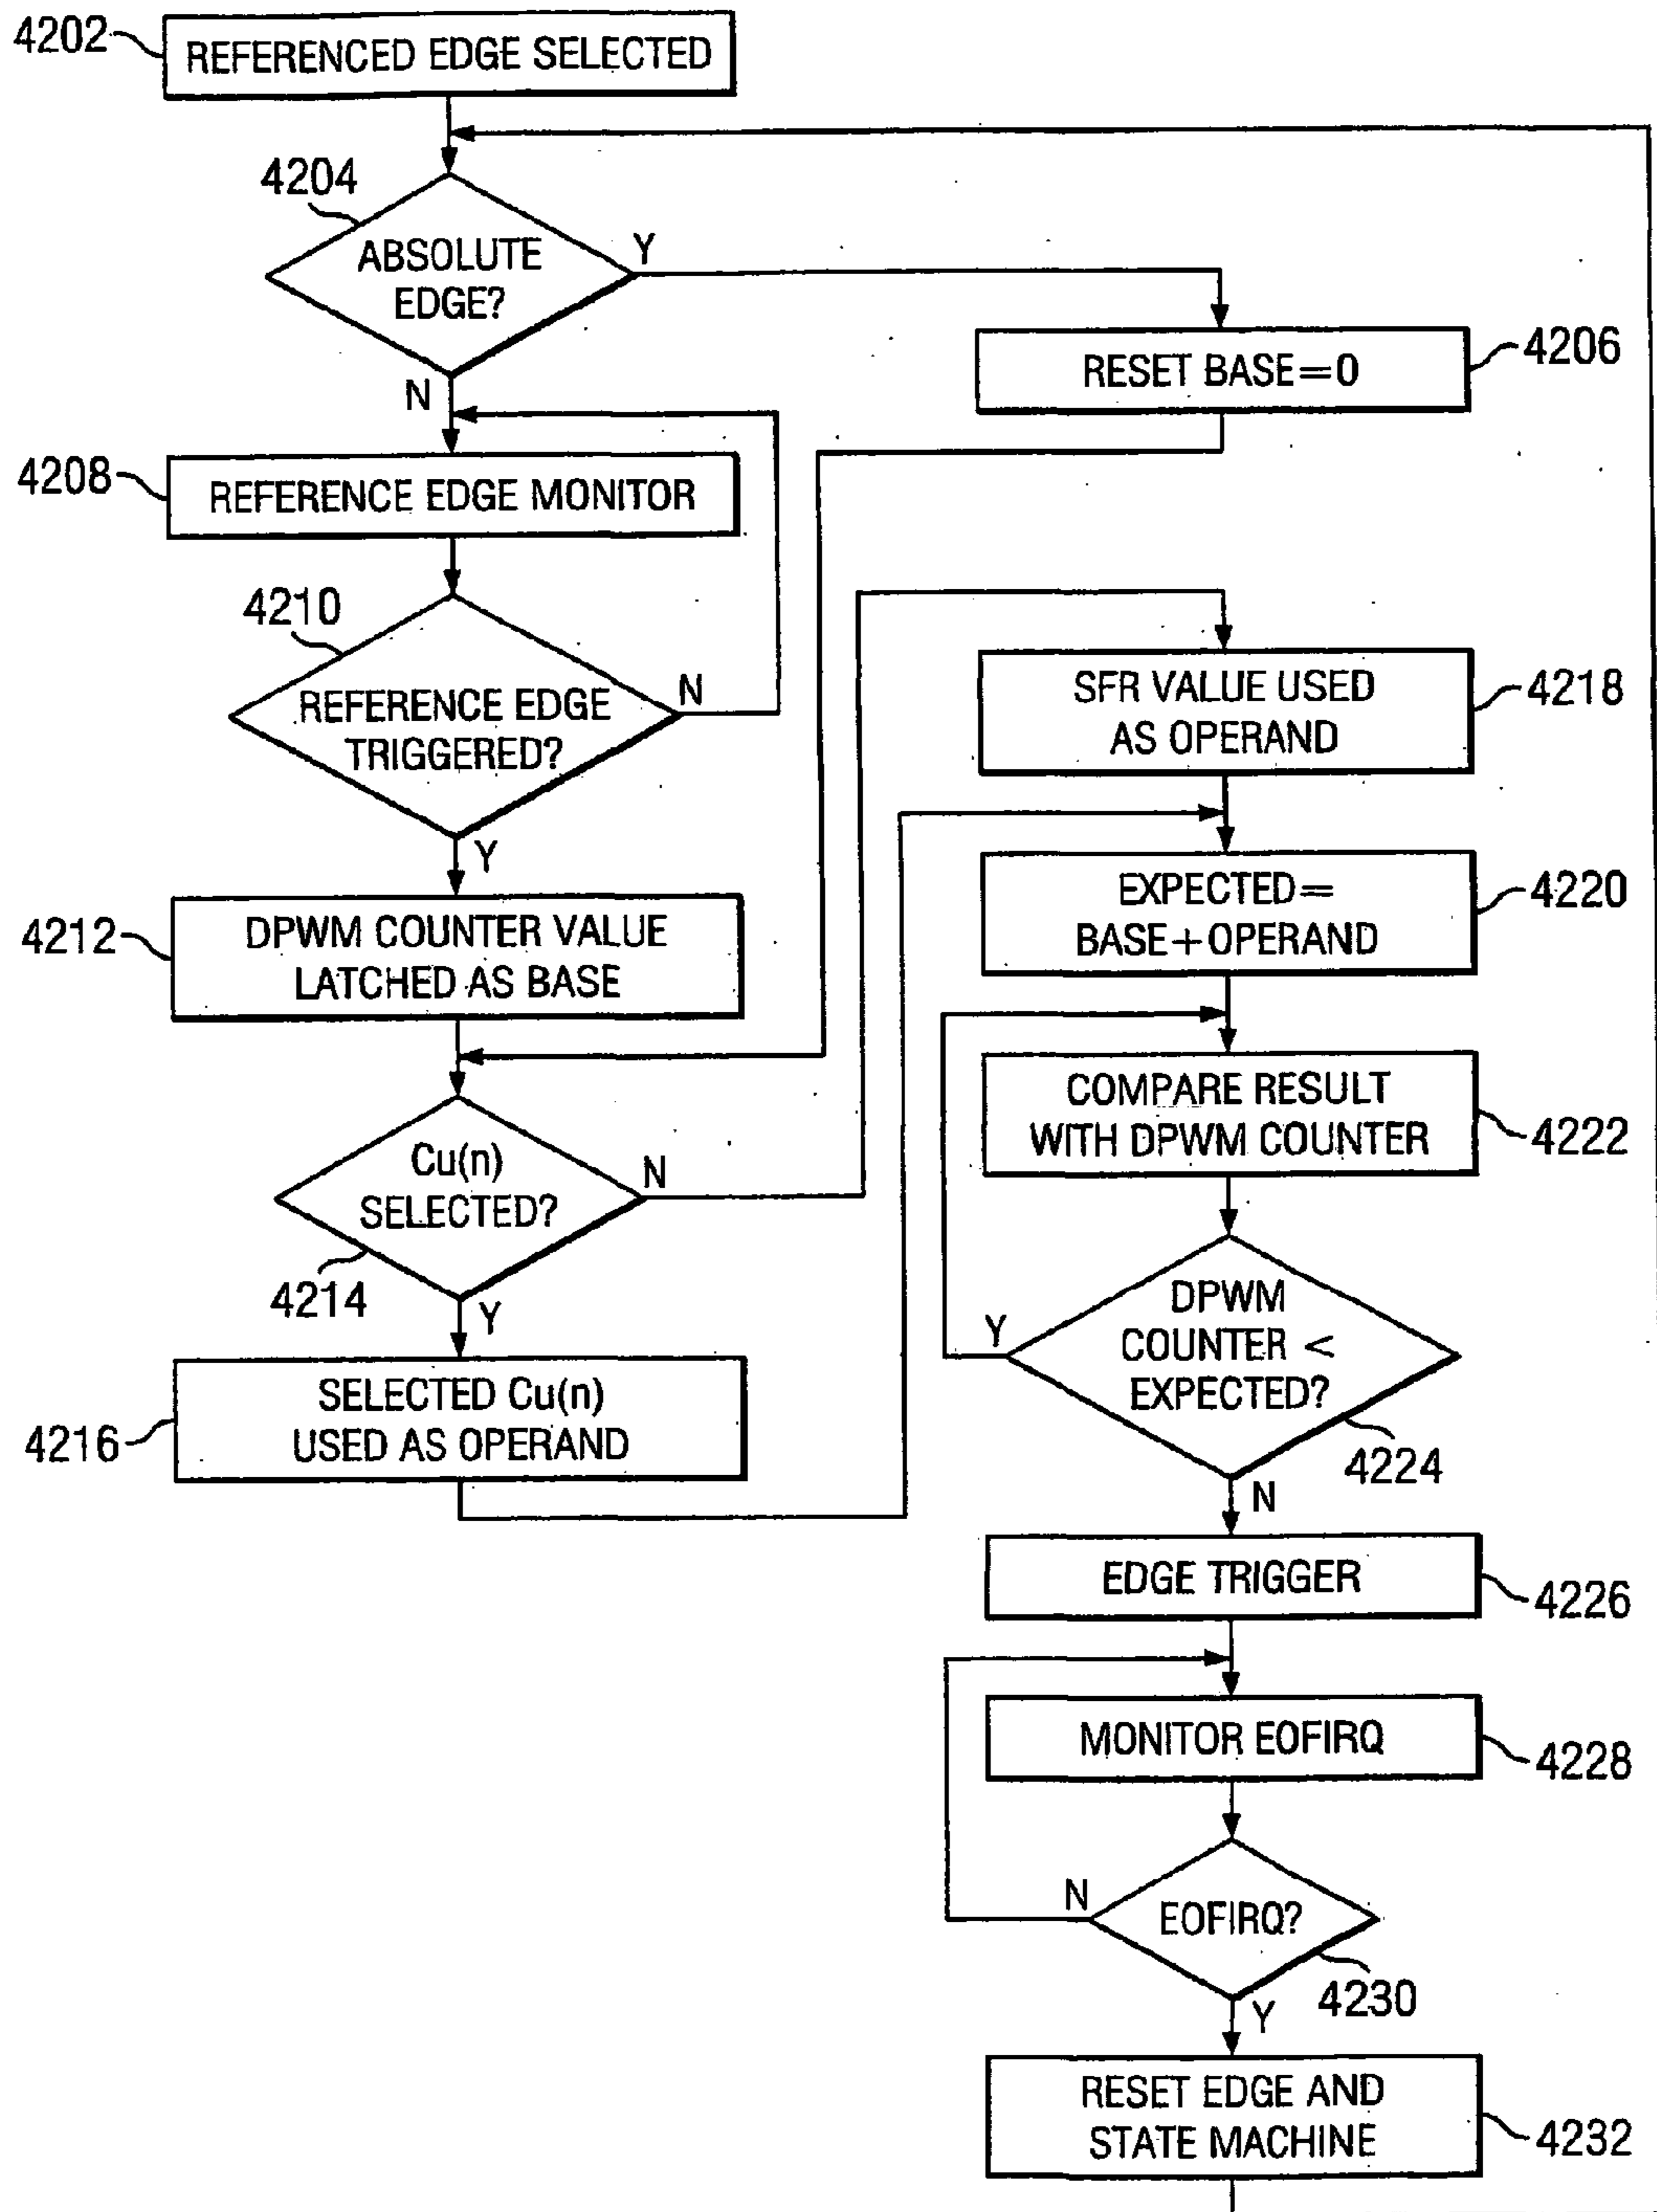 4202
REFERENCED EDGE SELECTED
4204
ABSOLUTE
EDGE?
Y
N
RESET BASE=0
4206
4208
REFERENCE EDGE MONITOR
4210
REFERENCE EDGE
TRIGGERED?
N
Y
4212
DPWM COUNTER VALUE
LATCHED AS BASE
Cu(n)
SELECTED?
N
4214
Y
4216
SELECTED Cu(n)
USED AS OPERAND
SFR VALUE USED
AS OPERAND
4218
EXPECTED=
BASE+OPERAND
4220
COMPARE RESULT
WITH DPWM COUNTER
4222
DPWM
COUNTER <
EXPECTED?
Y
4224
N
EDGE TRIGGER
4226
MONITOR EOFIRQ
4228
N
EOFIRQ?
4230
Y
RESET EDGE AND
STATE MACHINE
4232